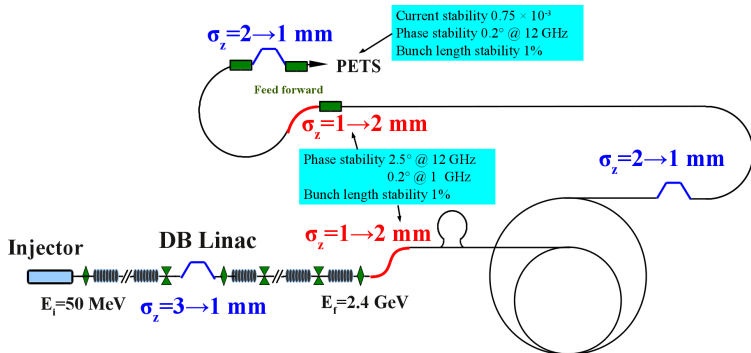 σz=2→1 mm
PETS
Current stability 0.75 × 10⁻³
Phase stability 0.2° @ 12 GHz
Bunch length stability 1%
Feed forward
σz=1→2 mm
Phase stability 2.5° @ 12 GHz
0.2° @ 1 GHz
Bunch length stability 1%
σz=2→1 mm
σz=1→2 mm
Injector
DB Linac
Ei=50 MeV
σz=3→1 mm
Ef=2.4 GeV